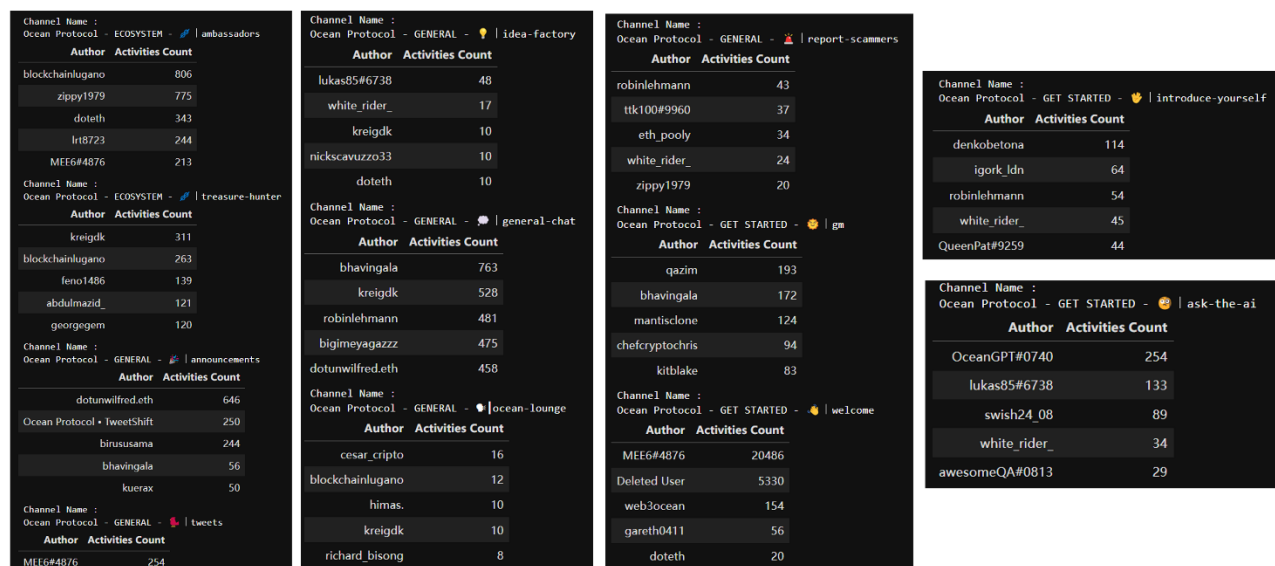 Channel Name :
Ocean Protocol - ECOSYSTEM - 🌊 | ambassadors
Author Activities Count
blockchainlugano 806
zippy1979 775
doteth 343
lrt8723 244
MEE6#4876 213
Channel Name :
Ocean Protocol - ECOSYSTEM - 🌊 | treasure-hunter
Author Activities Count
kreigdk 311
blockchainlugano 263
feno1486 139
abdulmazid_ 121
georgegem 120
Channel Name :
Ocean Protocol - GENERAL - 🎉 | announcements
Author Activities Count
dotunwilfred.eth 646
Ocean Protocol • TweetShift 250
birususama 244
bhavingala 56
kuerax 50
Channel Name :
Ocean Protocol - GENERAL - 🐦 | tweets
Author Activities Count
MEE6#4876 254
Channel Name :
Ocean Protocol - GENERAL - 💡 | idea-factory
Author Activities Count
lukas85#6738 48
white_rider_ 17
kreigdk 10
nickscavuzzo33 10
doteth 10
Channel Name :
Ocean Protocol - GENERAL - 💭 | general-chat
Author Activities Count
bhavingala 763
kreigdk 528
robinlehmann 481
bigimeyagazzz 475
dotunwilfred.eth 458
Channel Name :
Ocean Protocol - GENERAL - 🗣|ocean-lounge
Author Activities Count
cesar_cripto 16
blockchainlugano 12
himas. 10
kreigdk 10
richard_bisong 8
Channel Name :
Ocean Protocol - GENERAL - 🚨 | report-scammers
Author Activities Count
robinlehmann 43
ttk100#9960 37
eth_pooly 34
white_rider_ 24
zippy1979 20
Channel Name :
Ocean Protocol - GET STARTED - 🌞 | gm
Author Activities Count
qazim 193
bhavingala 172
mantisclone 124
chefcryptochris 94
kitblake 83
Channel Name :
Ocean Protocol - GET STARTED - 👋 | welcome
Author Activities Count
MEE6#4876 20486
Deleted User 5330
web3ocean 154
gareth0411 56
doteth 20
Channel Name :
Ocean Protocol - GET STARTED - 🖖 | introduce-yourself
Author Activities Count
denkobetona 114
igork_ldn 64
robinlehmann 54
white_rider_ 45
QueenPat#9259 44
Channel Name :
Ocean Protocol - GET STARTED - 🤔 | ask-the-ai
Author Activities Count
OceanGPT#0740 254
lukas85#6738 133
swish24_08 89
white_rider_ 34
awesomeQA#0813 29